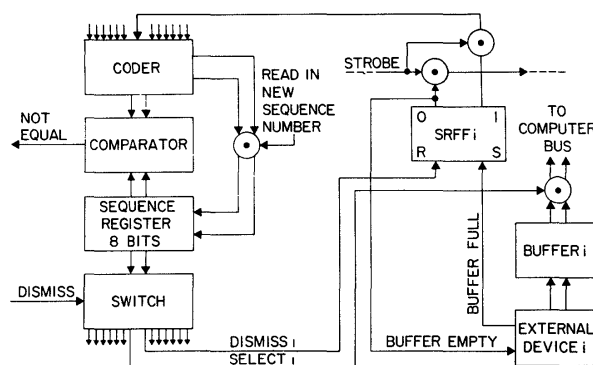 CODER
STROBE
TO
COMPUTER
BUS
READ IN
NEW
SEQUENCE
NUMBER
NOT
EQUAL
COMPARATOR
O 1
SRFF i
R S
SEQUENCE
REGISTER
8 BITS
BUFFER i
BUFFER FULL
DISMISS
SWITCH
DISMISS i
SELECT i
BUFFER EMPTY
EXTERNAL
DEVICE i